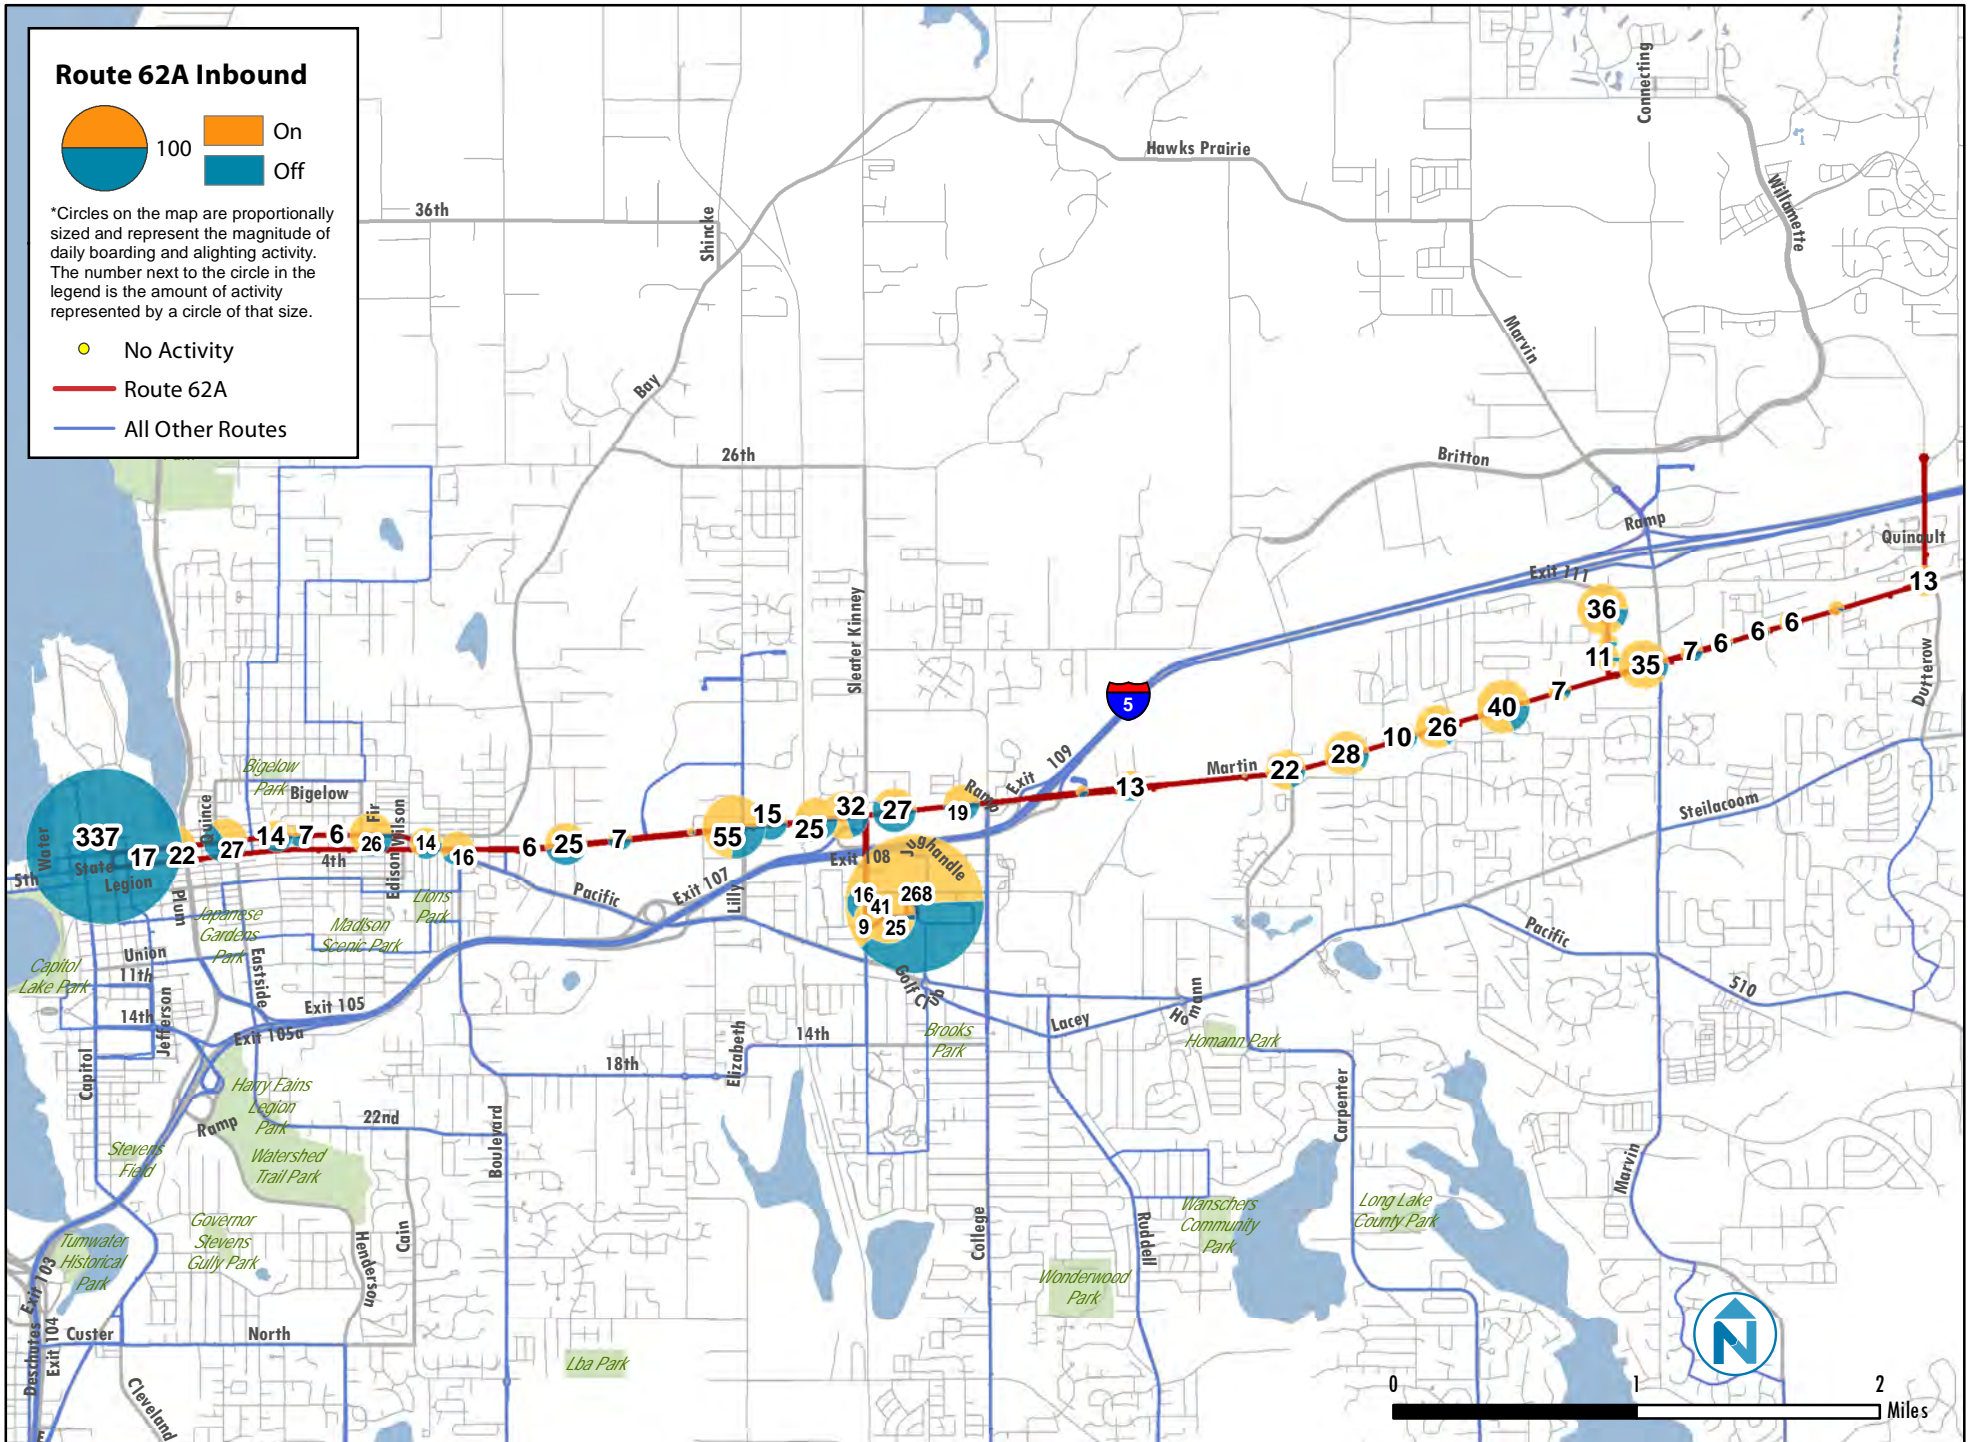 Route 62A Inbound
100
On
Off
*Circles on the map are proportionally
sized and represent the magnitude of
daily boarding and alighting activity.
The number next to the circle in the
legend is the amount of activity
represented by a circle of that size.
No Activity
Route 62A
All Other Routes
Connecting
Hawks Prairie
Willamette
36th
Shincke
Marvin
Bay
26th
Britton
Ramp
Quinault
Exit 111
13
36
Sleater Kinney
6
6
6
7
11
35
Dutterow
5
7
40
26
10
28
22
Martin
13
Exit 109
Ramp
19
27
32
25
15
55
7
25
6
16
14
Wilson
Edison
Fir
26
6
7
14
27
Quince
22
17
337
Water
State
Legion
5th
4th
Bigelow
Park
Bigelow
Steilacoom
Exit 108
Jughandle
16
41
268
9
25
Pacific
Exit 107
Lilly
Plum
Japanese
Gardens
Park
Lions
Park
Madison
Scenic Park
Union
11th
Eastside
Capitol
Lake Park
14th
Jefferson
Exit 105
Exit 105a
Golf Club
Pacific
510
Homann
Lacey
Homann Park
Brooks
Park
14th
18th
Elizabeth
Capitol
Harry Fains
Legion
Park
Ramp
22nd
Boulevard
Carpenter
Stevens
Field
Watershed
Trail Park
Marvin
Governor
Stevens
Gully Park
Henderson
Cain
College
Ruddell
Wanschers
Community
Park
Long Lake
County Park
Tumwater
Historical
Park
Exit 103
Wonderwood
Park
Deschutes
Exit 104
Custer
North
Cleveland
Lba Park
N
0
1
2
Miles